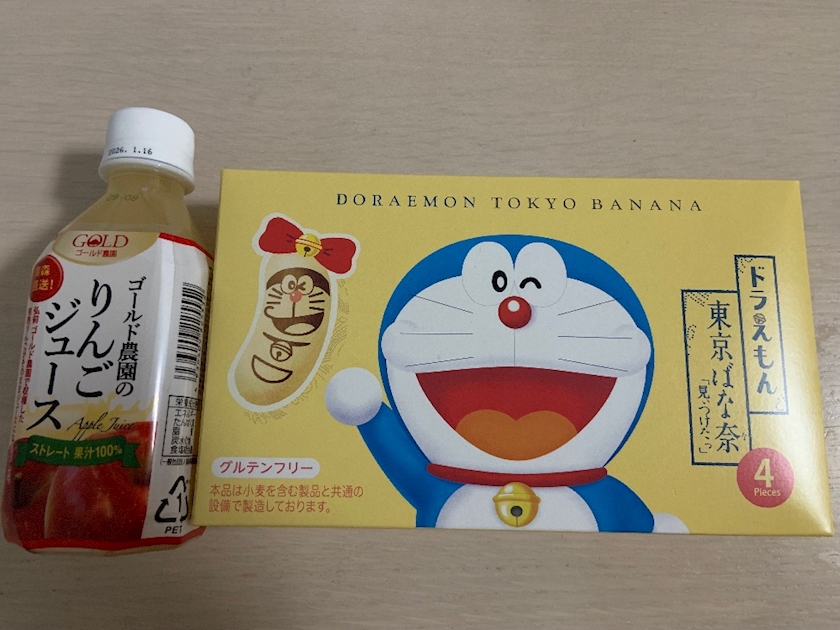 2026. 1.16
GOLD
ゴールド農園
ゴールド農園の
りんご
ジュース
Apple Juice
ストレート 果汁100%
PET
DORAEMON TOKYO BANANA
ドラえもん
東京ばな奈
「見ぃつけたっ」
グルテンフリー
本品は小麦を含む製品と共通の
設備で製造しております。
4
Pieces